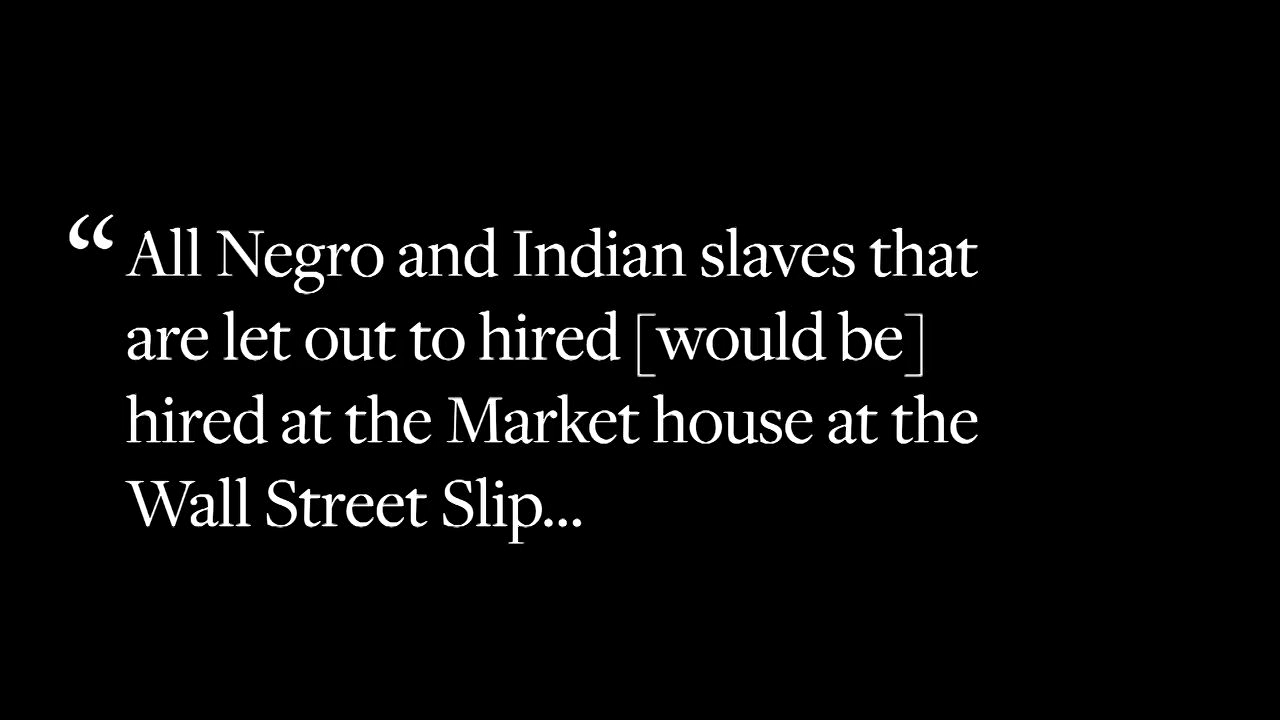 “All Negro and Indian slaves that
are let out to hired [would be]
hired at the Market house at the
Wall Street Slip...